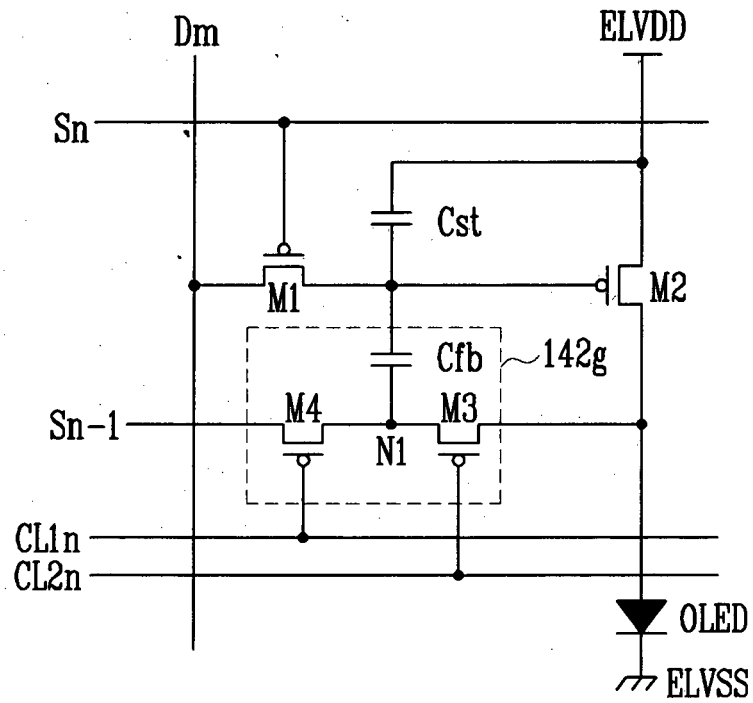 Dm
ELVDD
Sn
Cst
M1
M2
Cfb
142g
M4
M3
Sn-1
N1
CL1n
CL2n
OLED
ELVSS